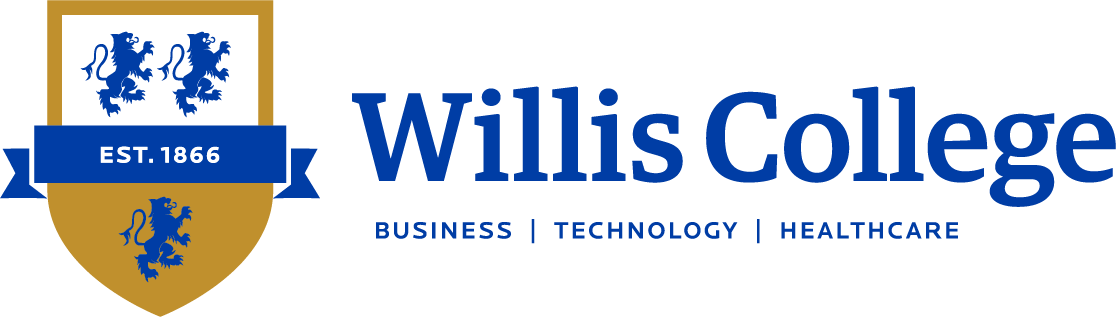 EST. 1866
Willis College
BUSINESS | TECHNOLOGY | HEALTHCARE